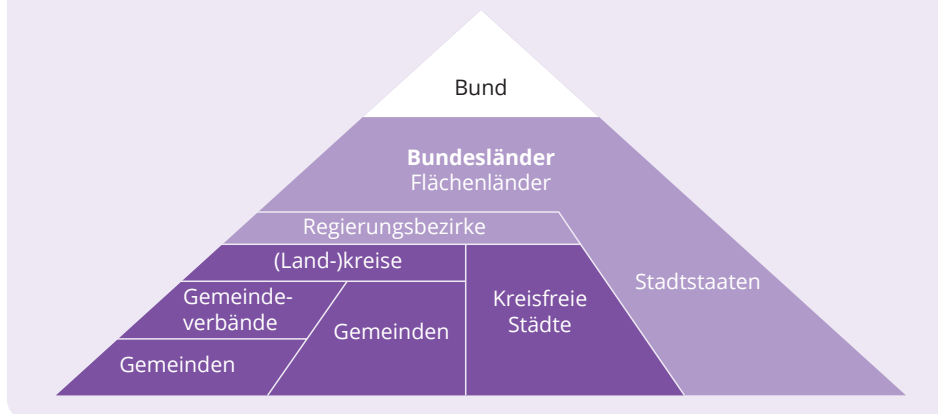 Bund
Bundesländer
Flächenländer
Regierungsbezirke
(Land-)kreise
Stadtstaaten
Gemeinde-
verbände
Kreisfreie
Städte
Gemeinden
Gemeinden